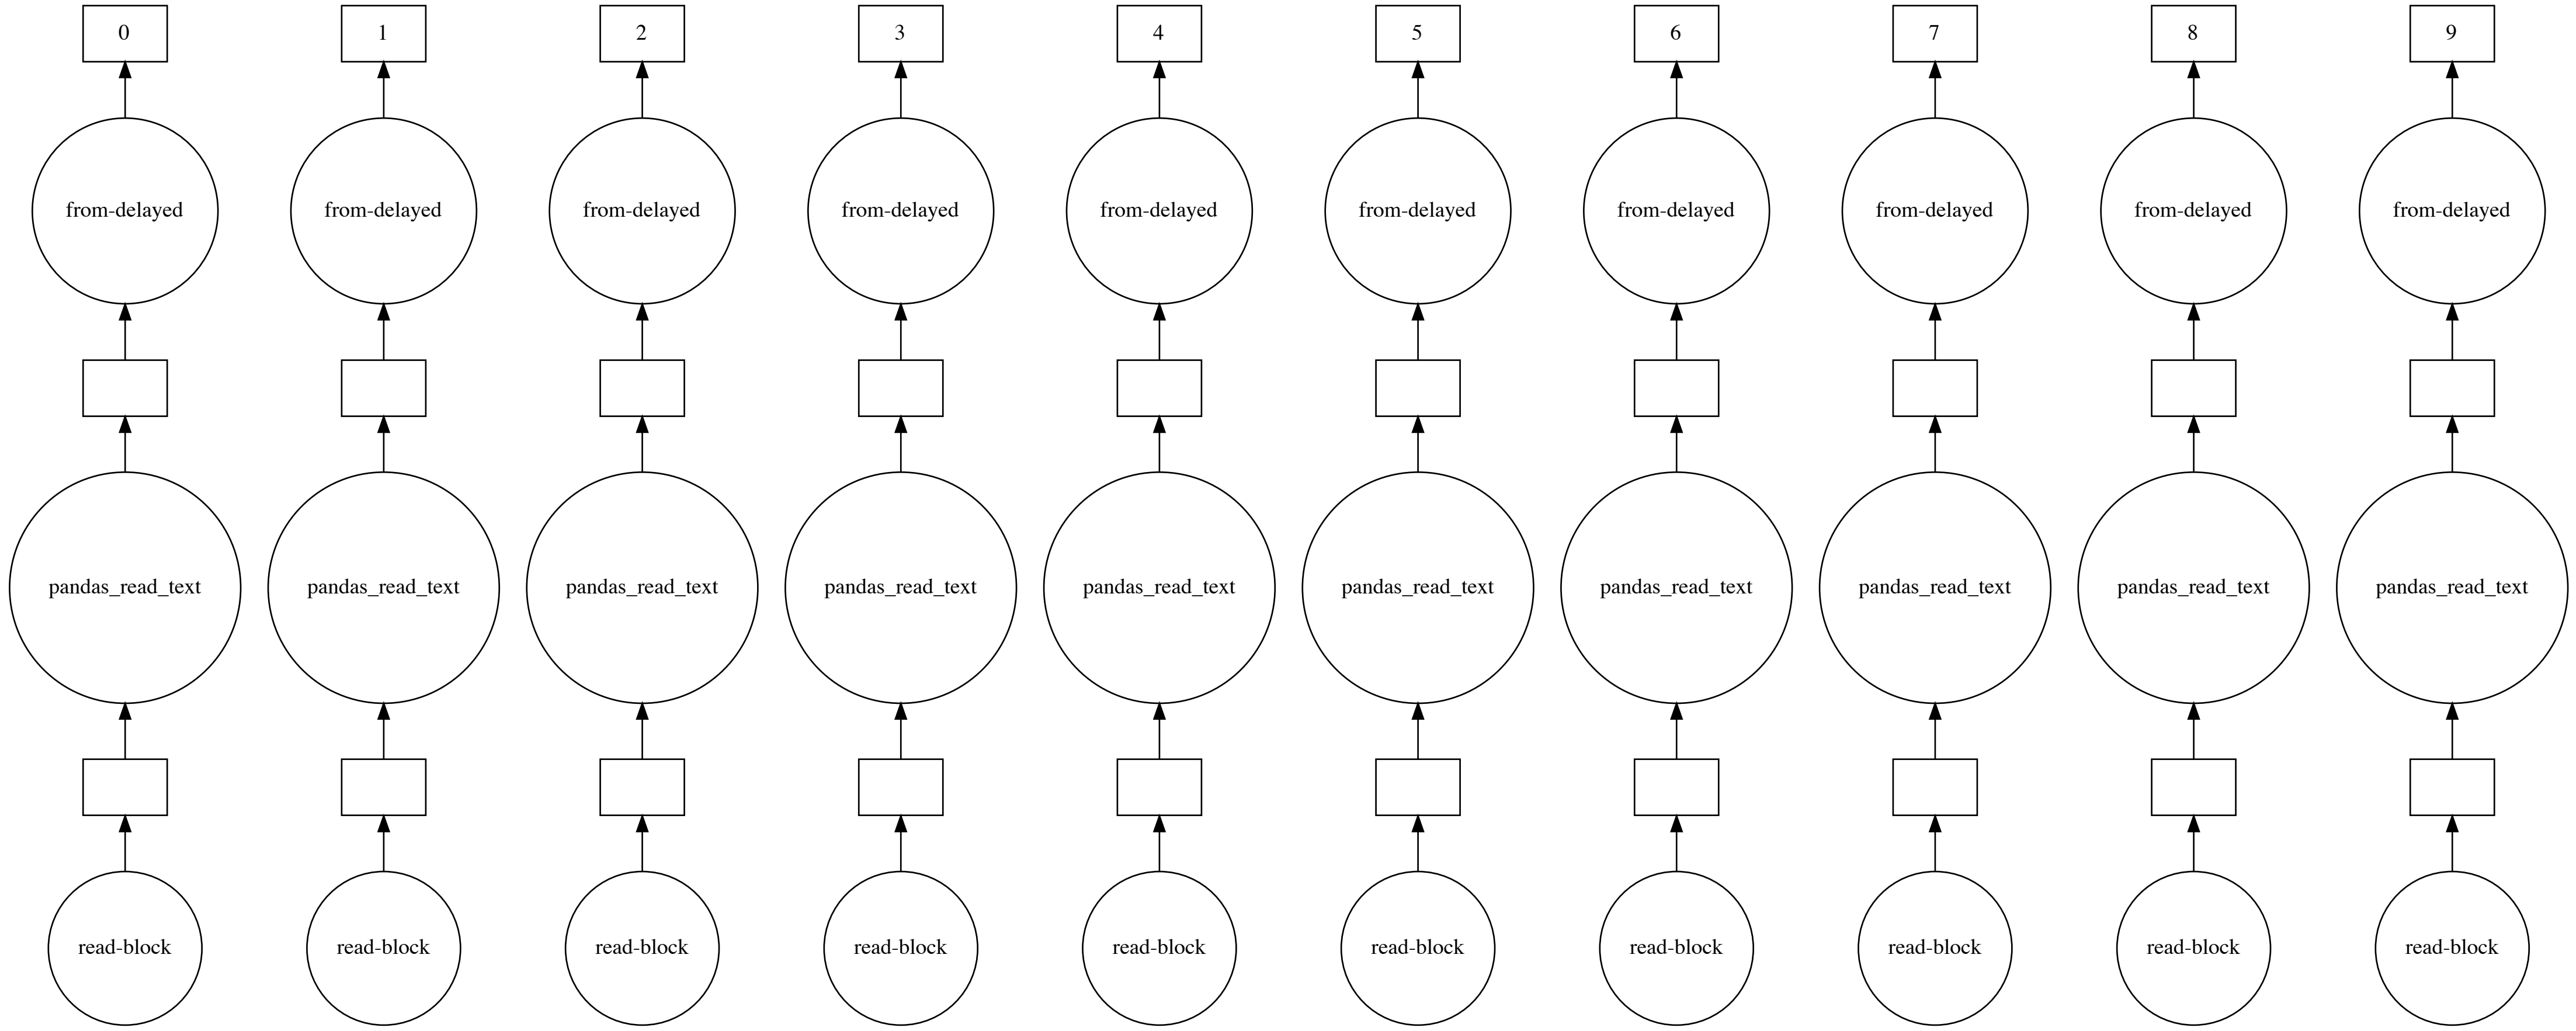 0 1 2 3 4 5 6 7 8 9
from-delayed from-delayed from-delayed from-delayed from-delayed from-delayed from-delayed from-delayed from-delayed from-delayed
pandas_read_text pandas_read_text pandas_read_text pandas_read_text pandas_read_text pandas_read_text pandas_read_text pandas_read_text pandas_read_text pandas_read_text
read-block read-block read-block read-block read-block read-block read-block read-block read-block read-block